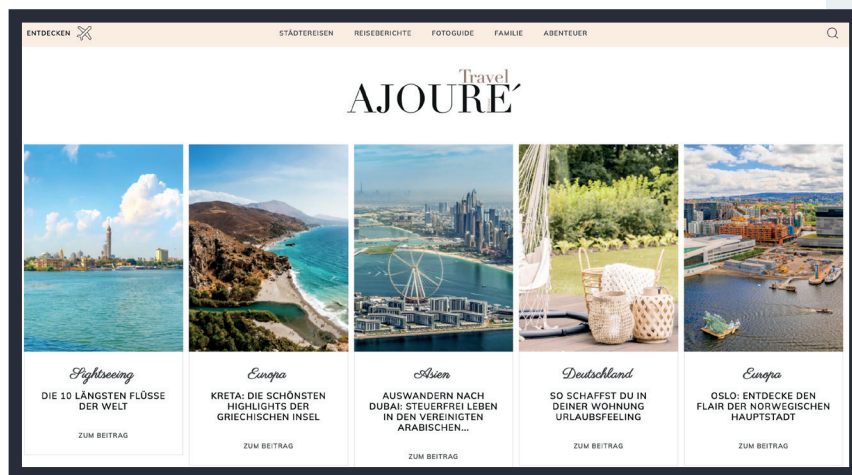 ENTDECKEN
STÄDTEREISEN REISEBERICHTE FOTOGUIDE FAMILIE ABENTEUER
Travel
AJOURE´
Sightseeing
DIE 10 LÄNGSTEN FLÜSSE
DER WELT
ZUM BEITRAG
Europa
KRETA: DIE SCHÖNSTEN
HIGHLIGHTS DER
GRIECHISCHEN INSEL
ZUM BEITRAG
Asien
AUSWANDERN NACH
DUBAI: STEUERFREI LEBEN
IN DEN VEREINIGTEN
ARABISCHEN...
ZUM BEITRAG
Deutschland
SO SCHAFFST DU IN
DEINER WOHNUNG
URLAUBSFEELING
ZUM BEITRAG
Europa
OSLO: ENTDECKE DEN
FLAIR DER NORWEGISCHEN
HAUPTSTADT
ZUM BEITRAG